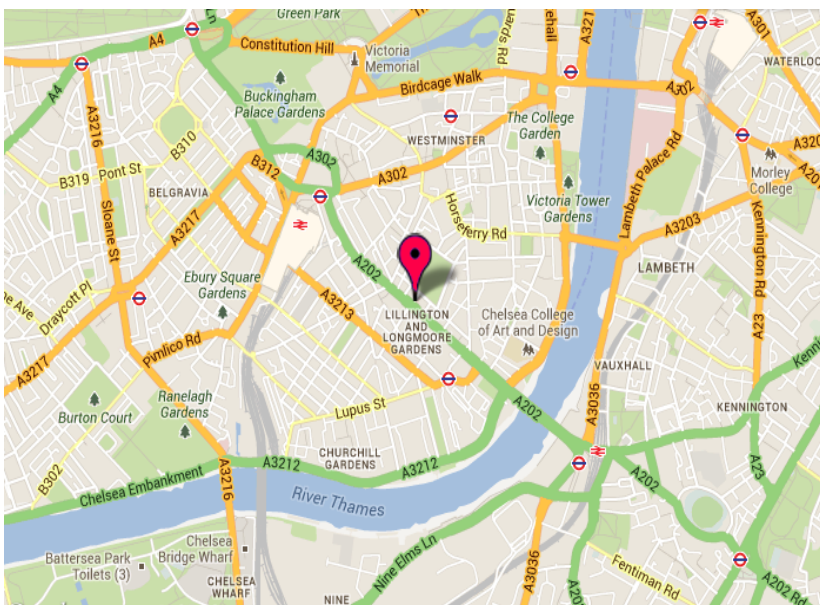 Green Park
A4
Ln
Constitution Hill
Victoria
Memorial
A3212
A301
WATERLOO
A4
A3216
Birdcage Walk
A302
Buckingham
Palace Gardens
B310
WESTMINSTER
The College
Garden
A320
Morley
College
B319
Pont St
B312
A302
A302
Lambeth Palace Rd
BELGRAVIA
A3217
Sloane St
Horseferry Rd
Victoria Tower
Gardens
A3203
Kennington Rd
A202
LAMBETH
Ebury Square
Gardens
Draycott Pl
A3213
LILLINGTON
AND
LONGMOORE
GARDENS
Chelsea College
of Art and Design
A23
Pimlico Rd
A3217
VAUXHALL
A3036
Ranelagh
Gardens
Burton Court
Lupus St
A202
KENNINGTON
B302
CHURCHILL
GARDENS
A3212
A3212
A3216
Chelsea Embankment
River Thames
A202
A23
Chelsea
Bridge Wharf
Battersea Park
Toilets (3)
Nine Elms Ln
A3036
Fentiman Rd
CHELSEA
WHARF
NINE
A202 Rd